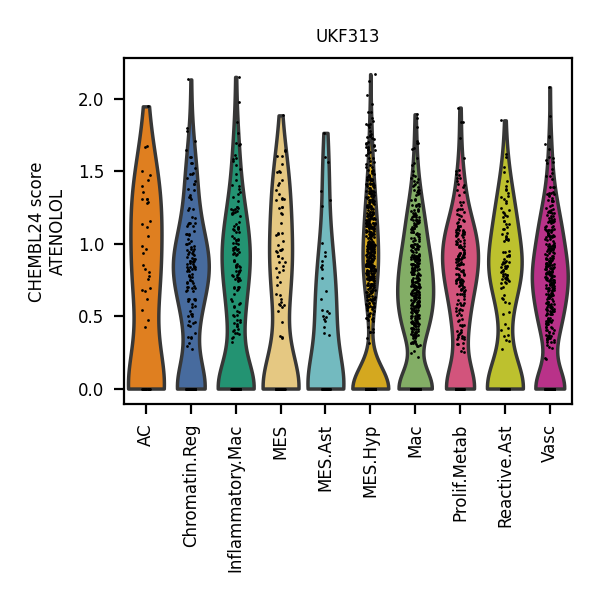 UKF313
CHEMBL24 score
ATENOLOL
2.0
1.5
1.0
0.5
0.0
AC
Chromatin.Reg
Inflammatory.Mac
MES
MES.Ast
MES.Hyp
Mac
Prolif.Metab
Reactive.Ast
Vasc